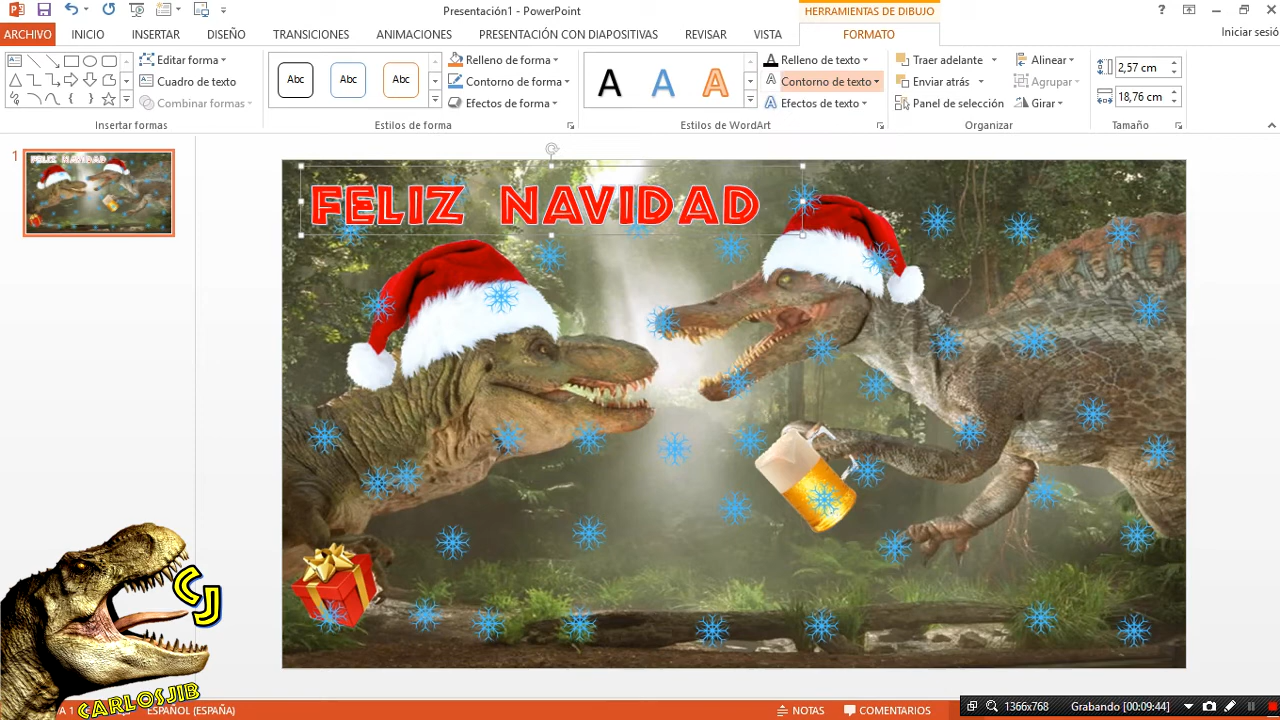 Presentación1 - PowerPoint
HERRAMIENTAS DE DIBUJO
Iniciar sesió
ARCHIVO INICIO INSERTAR DISEÑO TRANSICIONES ANIMACIONES PRESENTACIÓN CON DIAPOSITIVAS REVISAR VISTA FORMATO
Editar forma
Cuadro de texto
Combinar formas
Insertar formas
Abc Abc Abc
Relleno de forma
Contorno de forma
Efectos de forma
Estilos de forma
A A A
Relleno de texto
Contorno de texto
Efectos de texto
Estilos de WordArt
Traer adelante
Enviar atrás
Panel de selección
Alinear
Agrupar
Girar
Organizar
2,57 cm
18,76 cm
Tamaño
1
FELIZ NAVIDAD
FELIZ NAVIDAD
CJ
CARLOSJIB
A 1
ESPAÑOL (ESPAÑA)
NOTAS
COMENTARIOS
1366x768
Grabando [00:09:44]